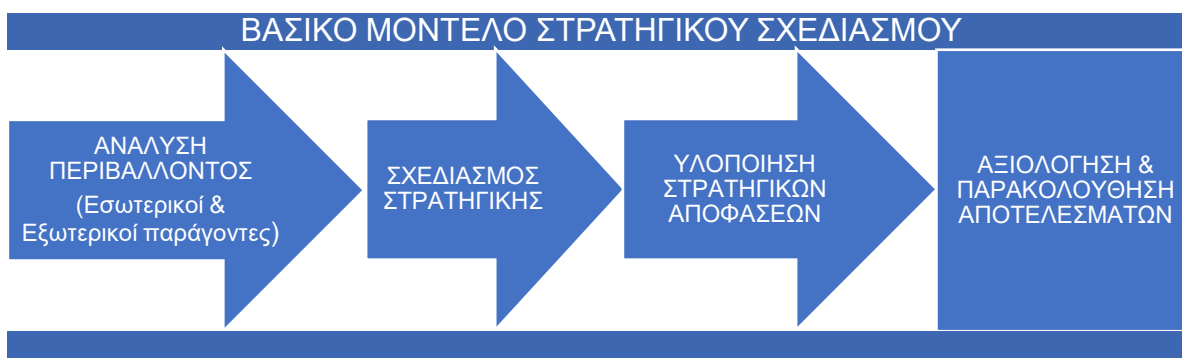 ΒΑΣΙΚΟ ΜΟΝΤΕΛΟ ΣΤΡΑΤΗΓΙΚΟΥ ΣΧΕΔΙΑΣΜΟΥ
ΑΝΑΛΥΣΗ
ΠΕΡΙΒΑΛΛΟΝΤΟΣ
(Εσωτερικοί &
Εξωτερικοί παράγοντες)
ΣΧΕΔΙΑΣΜΟΣ
ΣΤΡΑΤΗΓΙΚΗΣ
ΥΛΟΠΟΙΗΣΗ
ΣΤΡΑΤΗΓΙΚΩΝ
ΑΠΟΦΑΣΕΩΝ
ΑΞΙΟΛΟΓΗΣΗ &
ΠΑΡΑΚΟΛΟΥΘΗΣΗ
ΑΠΟΤΕΛΕΣΜΑΤΩΝ